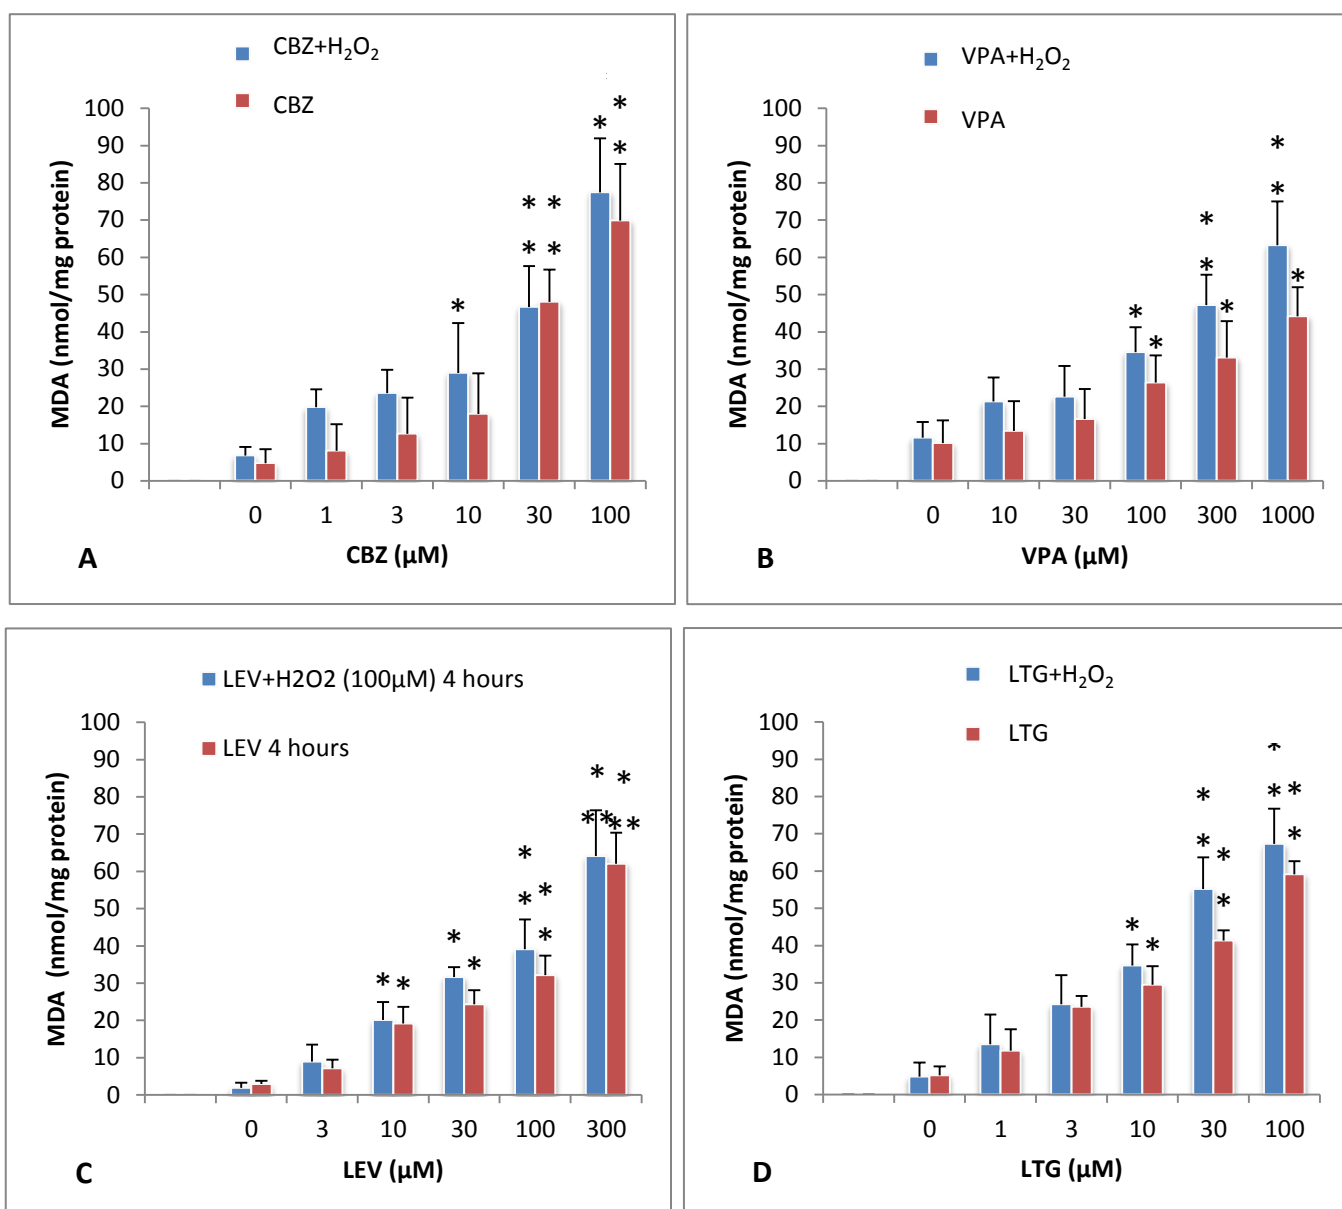 CBZ+H₂O₂
CBZ
MDA (nmol/mg protein)
100
90
80
70
60
50
40
30
20
10
0
* * * * * * * *
0 1 3 10 30 100
CBZ (µM)
A
VPA+H₂O₂
VPA
MDA (nmol/mg protein)
100
90
80
70
60
50
40
30
20
10
0
* * * * * * * *
0 10 30 100 300 1000
VPA (µM)
B
LEV+H2O2 (100µM) 4 hours
LEV 4 hours
MDA (nmol/mg protein)
100
90
80
70
60
50
40
30
20
10
0
* * * * * * * * * * * * * *
0 3 10 30 100 300
LEV (µM)
C
LTG+H₂O₂
LTG
MDA (nmol/mg protein)
100
90
80
70
60
50
40
30
20
10
0
* * * * * * * * * *
0 1 3 10 30 100
LTG (µM)
D